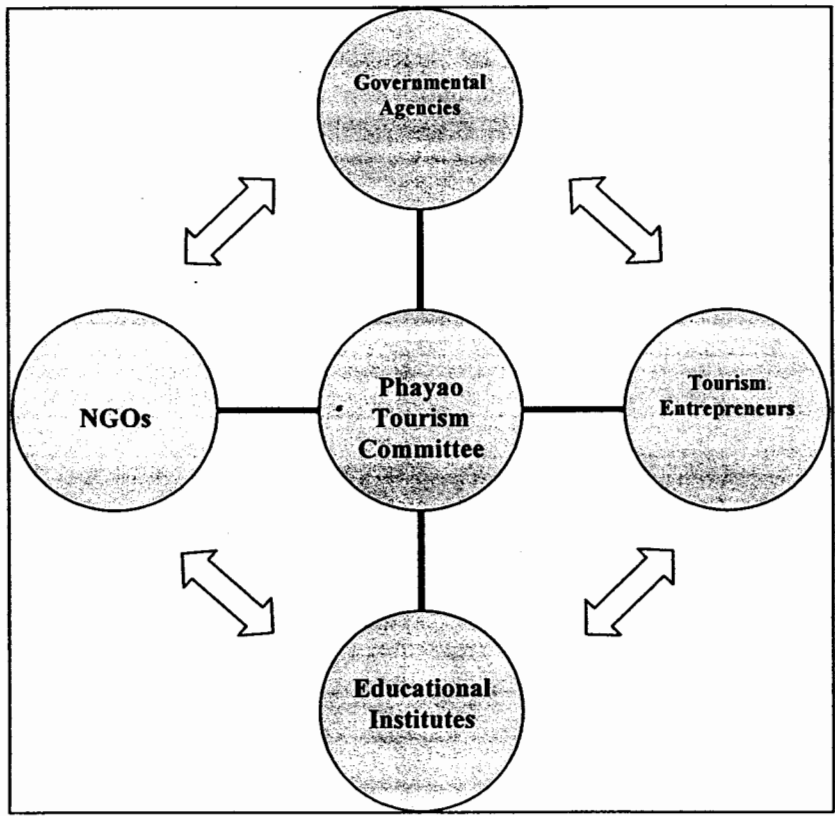 Governmental
Agencies
NGOs
Phayao
Tourism
Committee
Tourism
Entrepreneurs
Educational
Institutes